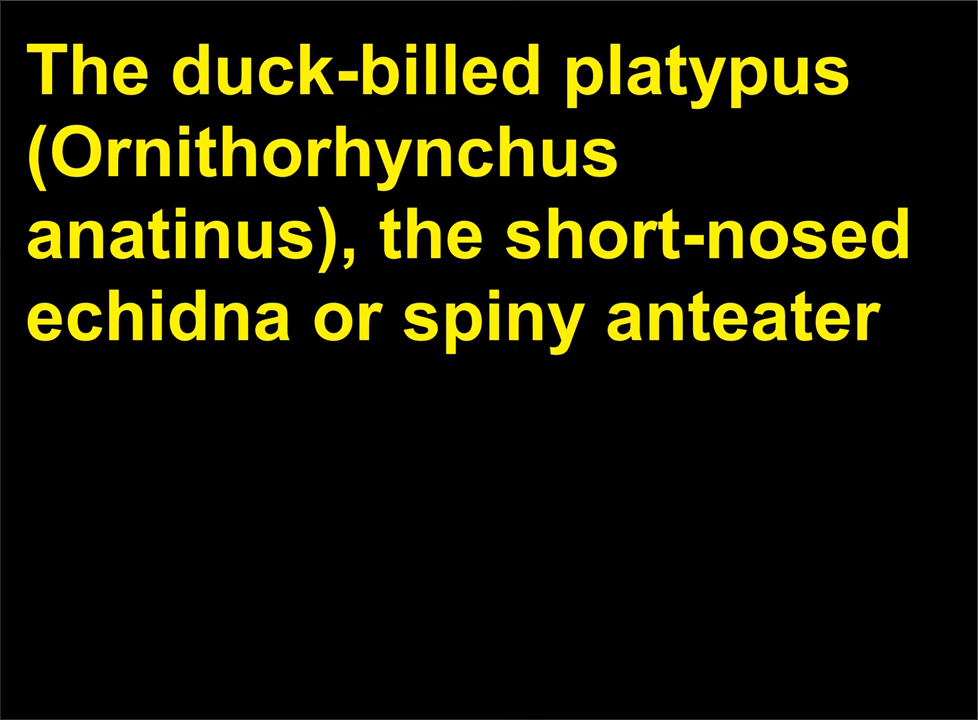 The duck-billed platypus
(Ornithorhynchus
anatinus), the short-nosed
echidna or spiny anteater